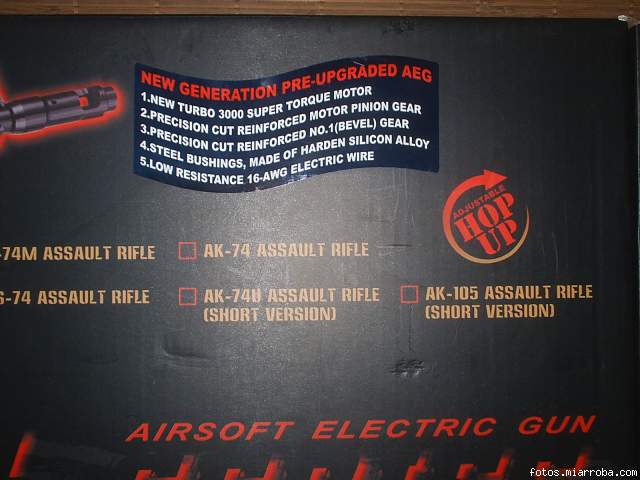 NEW GENERATION PRE-UPGRADED AEG
1.NEW TURBO 3000 SUPER TORQUE MOTOR
2.PRECISION CUT REINFORCED MOTOR PINION GEAR
3.PRECISION CUT REINFORCED NO.1(BEVEL) GEAR
4.STEEL BUSHINGS, MADE OF HARDEN SILICON ALLOY
5.LOW RESISTANCE 16-AWG ELECTRIC WIRE
ADJUSTABLE
HOP
UP
-74M ASSAULT RIFLE
AK-74 ASSAULT RIFLE
S-74 ASSAULT RIFLE
AK-74U ASSAULT RIFLE
(SHORT VERSION)
AK-105 ASSAULT RIFLE
(SHORT VERSION)
AIRSOFT ELECTRIC GUN
fotos.miarroba.com